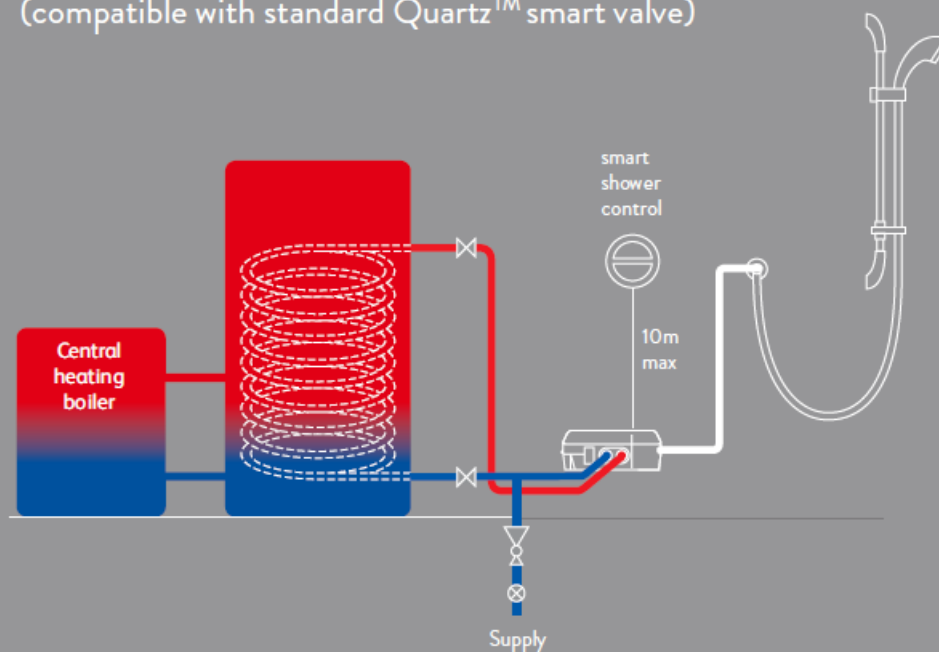 (compatible with standard Quartz™ smart valve)
smart
shower
control
Central
heating
boiler
10m
max
Supply